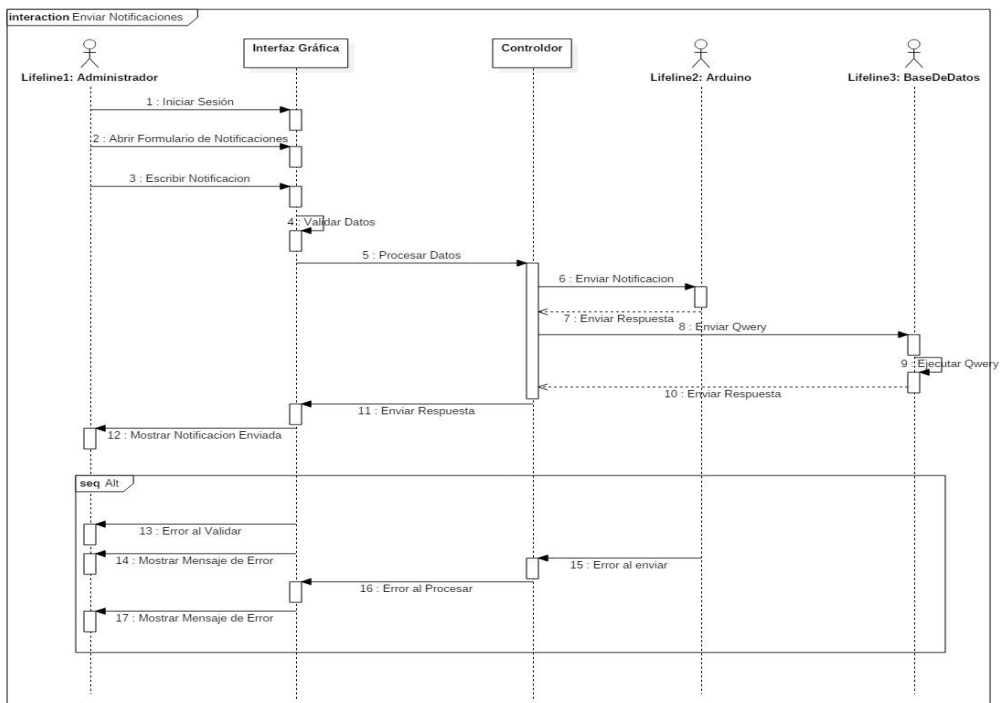 interaction Enviar Notificaciones
Interfaz Gráfica
Controldor
Lifeline1: Administrador
Lifeline2: Arduino
Lifeline3: BaseDeDatos
1 : Iniciar Sesión
2 : Abrir Formulario de Notificaciones
3 : Escribir Notificacion
4 : Validar Datos
5 : Procesar Datos
6 : Enviar Notificacion
7 : Enviar Respuesta
8 : Enviar Qwery
9 : Ejecutar Qwery
10 : Enviar Respuesta
11 : Enviar Respuesta
12 : Mostrar Notificacion Enviada
seq Alt
13 : Error al Validar
14 : Mostrar Mensaje de Error
15 : Error al enviar
16 : Error al Procesar
17 : Mostrar Mensaje de Error